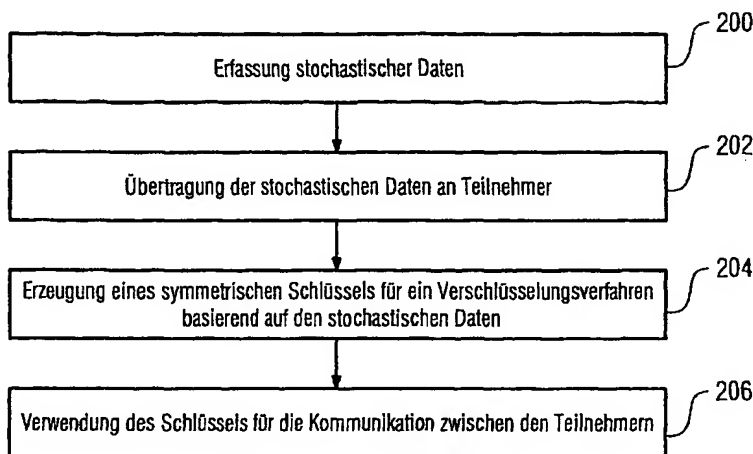 200
Erfassung stochastischer Daten
202
Übertragung der stochastischen Daten an Teilnehmer
204
Erzeugung eines symmetrischen Schlüssels für ein Verschlüsselungsverfahren
basierend auf den stochastischen Daten
206
Verwendung des Schlüssels für die Kommunikation zwischen den Teilnehmern